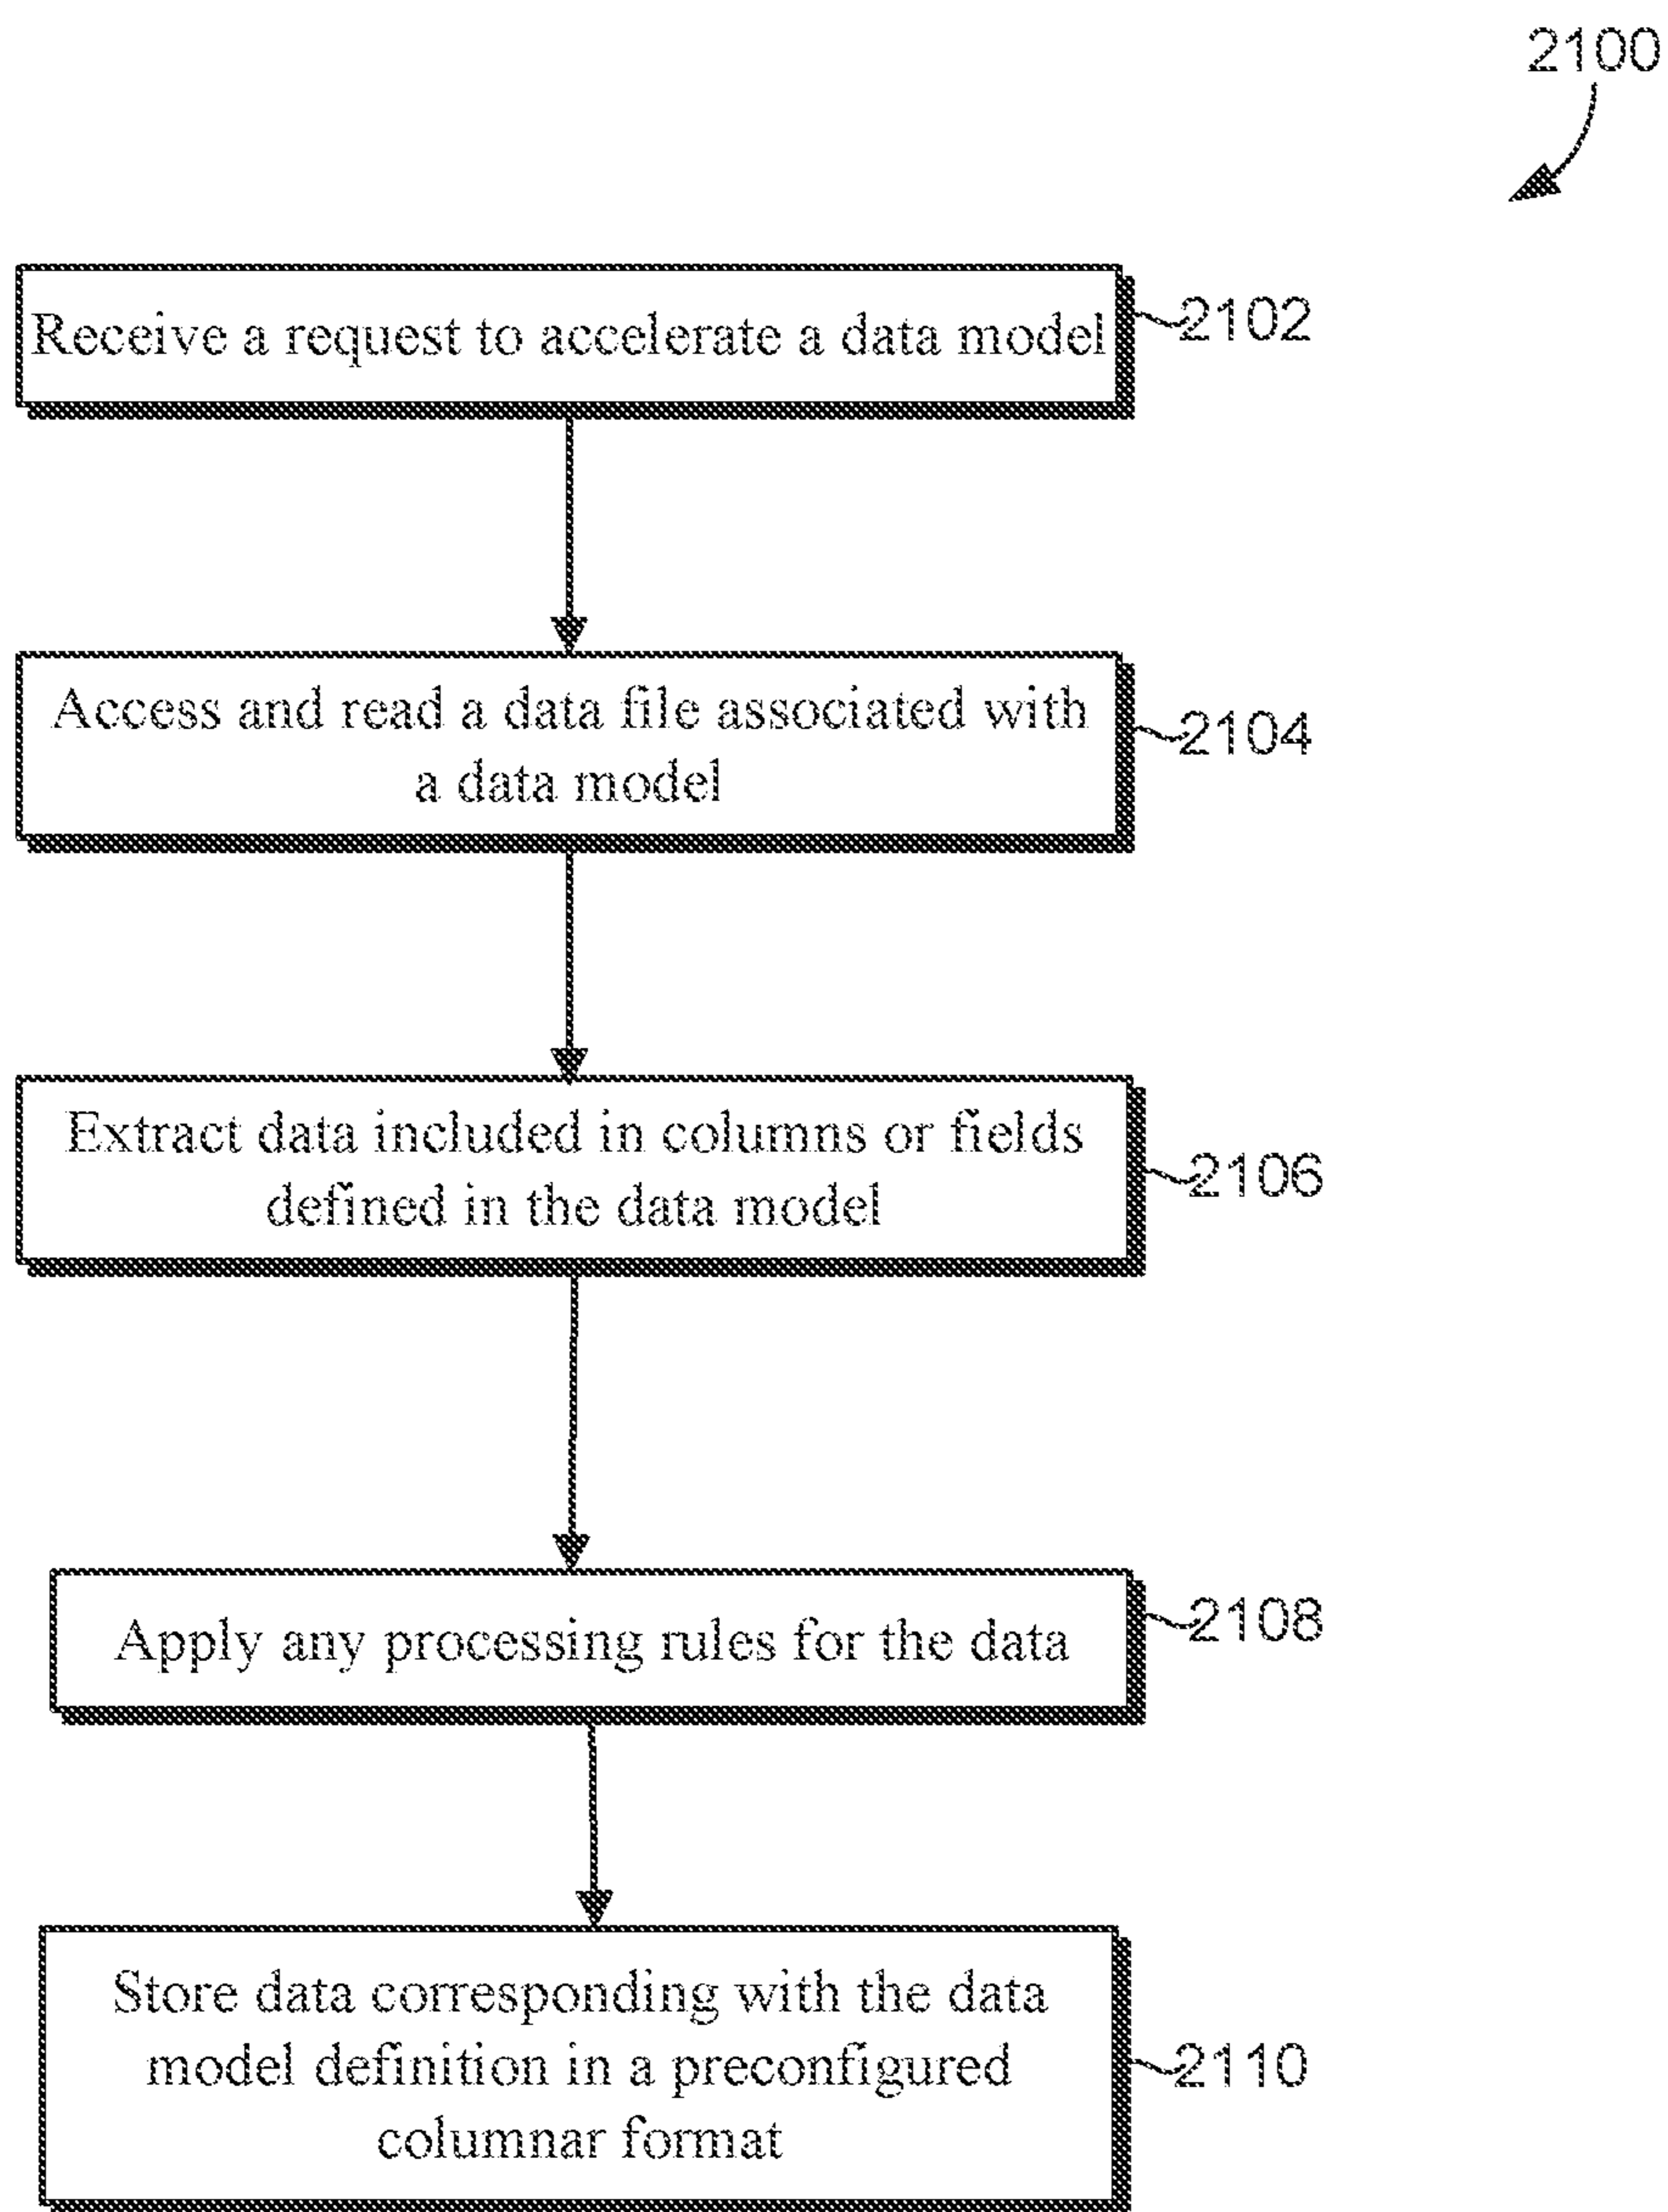 2100
Receive a request to accelerate a data model
2102
Access and read a data file associated with
a data model
2104
Extract data included in columns or fields
defined in the data model
2106
Apply any processing rules for the data
2108
Store data corresponding with the data
model definition in a preconfigured
columnar format
2110